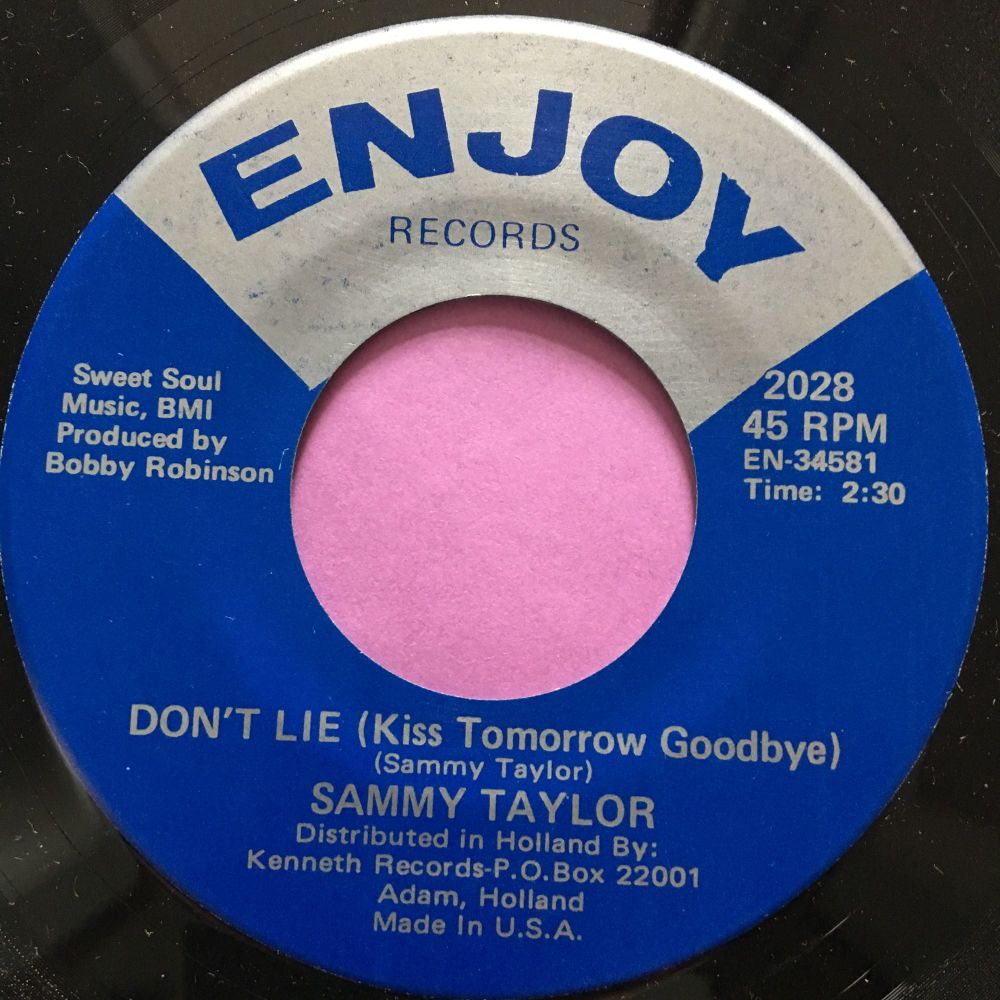 ENJOY
RECORDS
Sweet Soul
Music, BMI
Produced by
Bobby Robinson
2028
45 RPM
EN-34581
Time: 2:30
DON'T LIE (Kiss Tomorrow Goodbye)
(Sammy Taylor)
SAMMY TAYLOR
Distributed in Holland By:
Kenneth Records-P.O.Box 22001
Adam, Holland
Made In U.S.A.